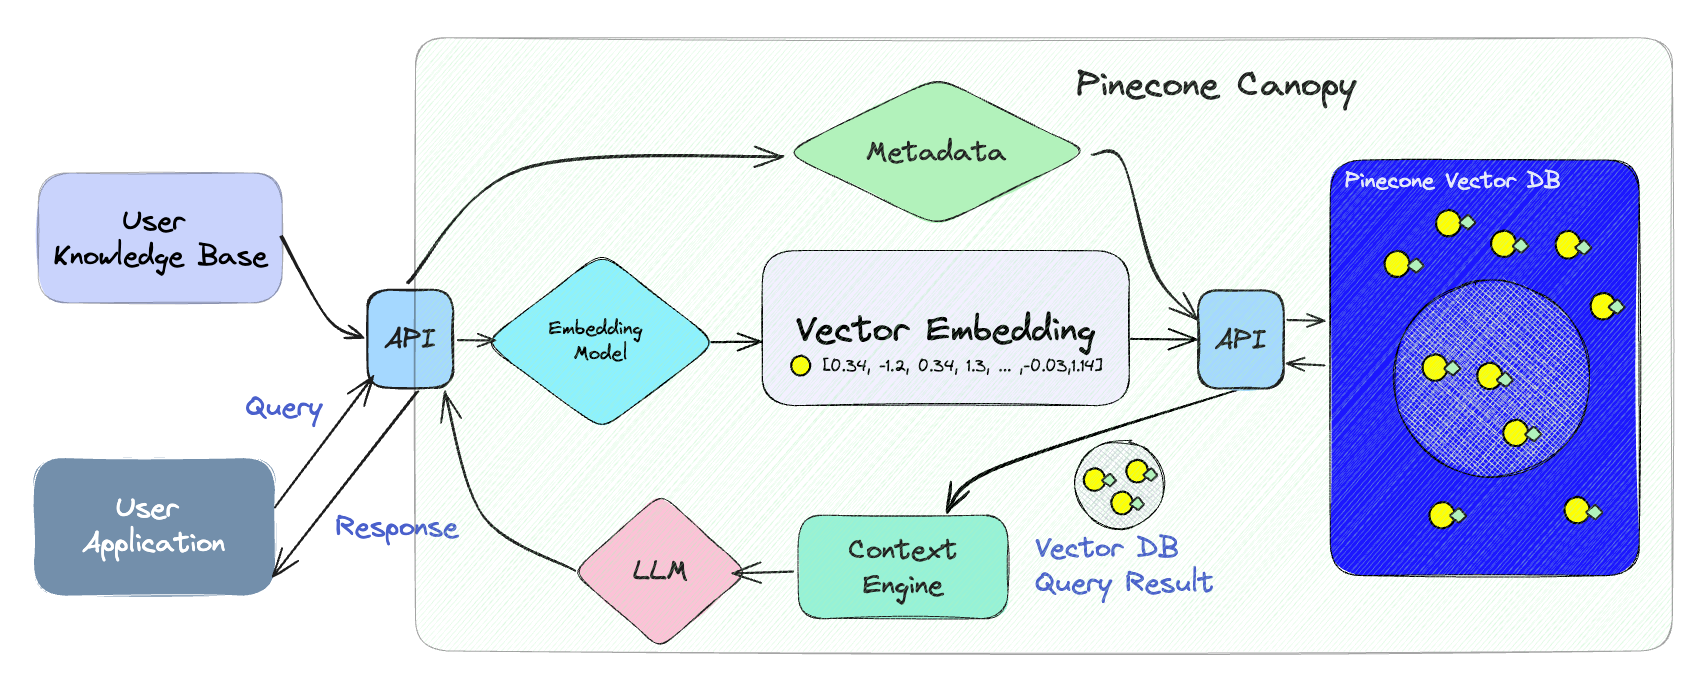 Pinecone Canopy
Metadata
Pinecone Vector DB
User
Knowledge Base
API
Embedding
Model
Vector Embedding
[0.34, -1.2, 0.34, 1.3, ... ,-0.03,1.14]
API
Query
User
Application
Response
LLM
Context
Engine
Vector DB
Query Result